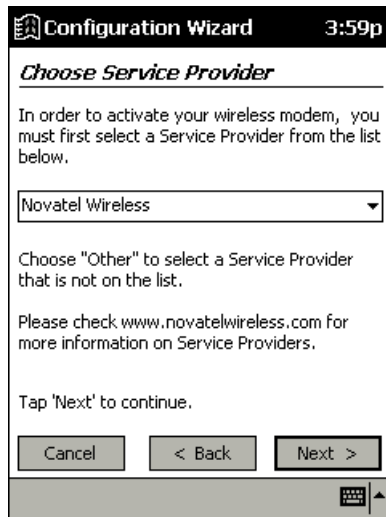 Configuration Wizard 3:59p
Choose Service Provider
In order to activate your wireless modem, you
must first select a Service Provider from the list
below.
Novatel Wireless
Choose "Other" to select a Service Provider
that is not on the list.
Please check www.novatelwireless.com for
more information on Service Providers.
Tap 'Next' to continue.
Cancel < Back Next >